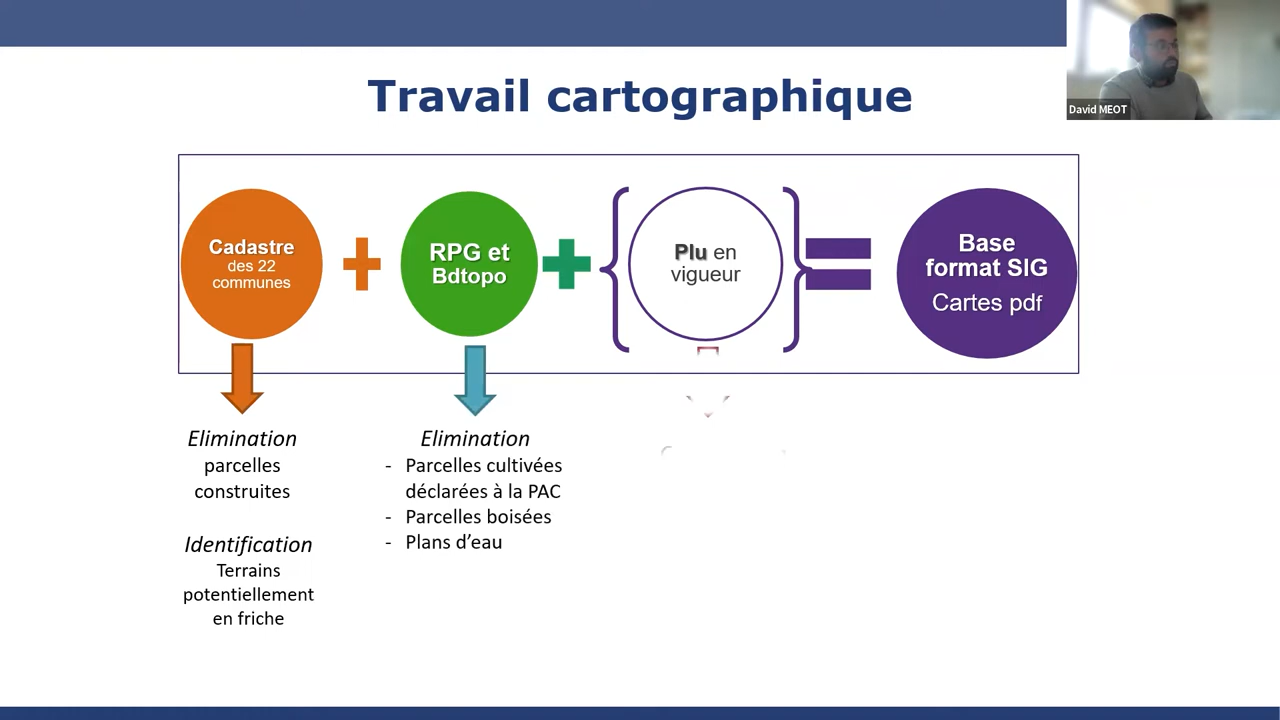 Travail cartographique
David MEOT
Cadastre
des 22
communes
RPG et
Bdtopo
Plu en
vigueur
Base
format SIG
Cartes pdf
Elimination
parcelles
construites
Identification
Terrains
potentiellement
en friche
Elimination
- Parcelles cultivées
déclarées à la PAC
- Parcelles boisées
- Plans d’eau